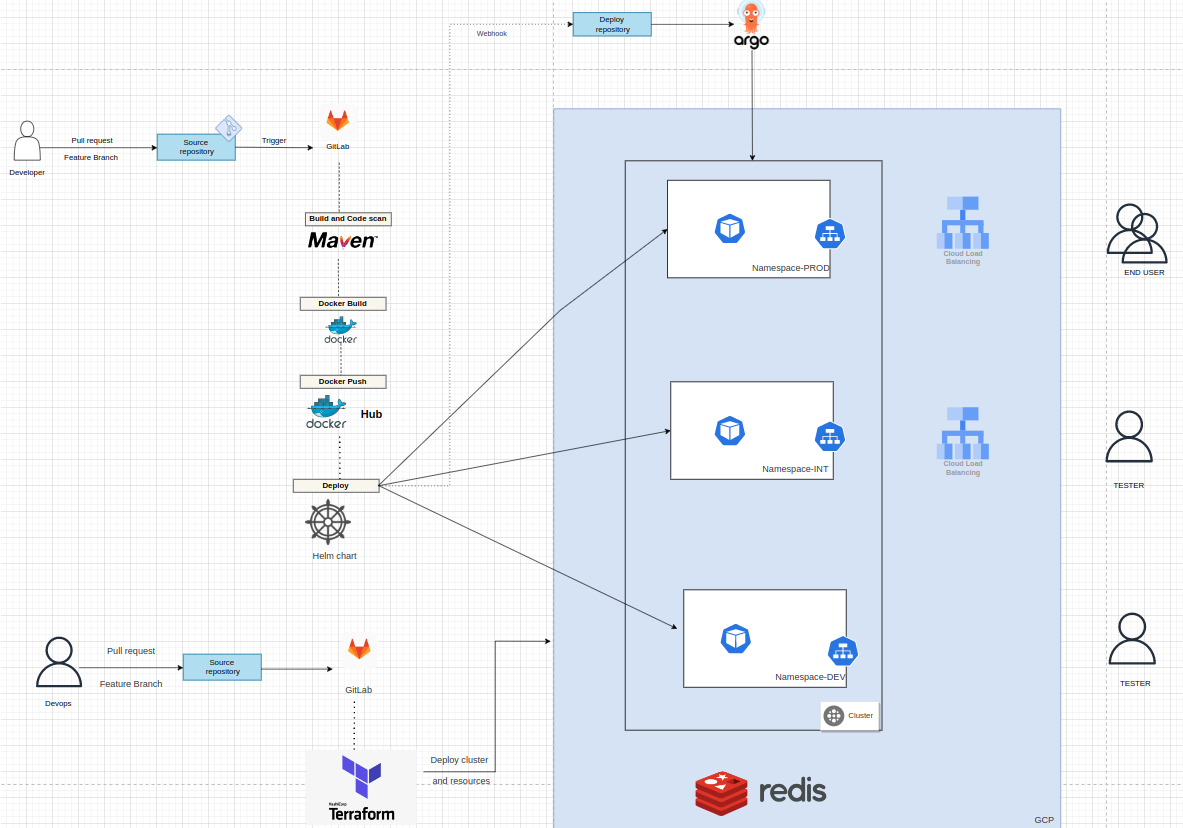 Webhook
Deploy
repository
argo
Developer
Pull request
Feature Branch
Source
repository
Trigger
GitLab
Build and Code scan
Maven™
Docker Build
docker
Docker Push
docker
Hub
Deploy
Helm chart
Namespace-PROD
Cloud Load
Balancing
END USER
Namespace-INT
Cloud Load
Balancing
TESTER
Namespace-DEV
Cluster
TESTER
Devops
Pull request
Feature Branch
Source
repository
GitLab
HashiCorp
Terraform
Deploy cluster
and resources
redis
GCP